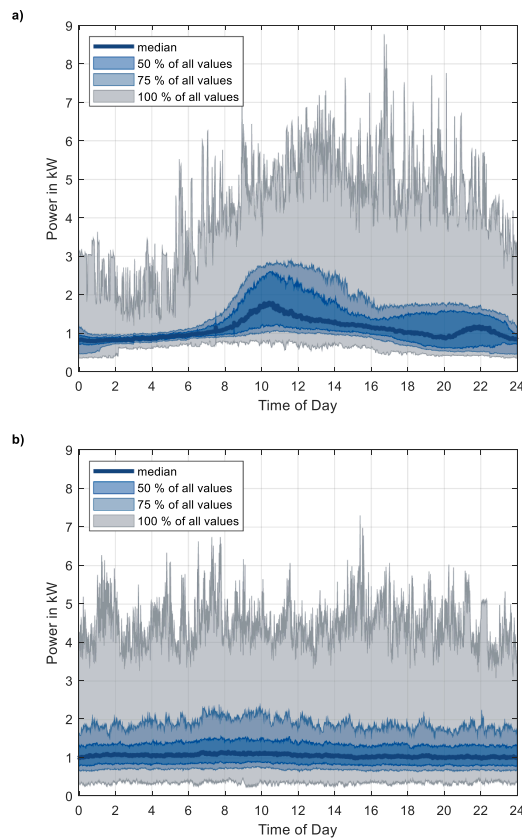 a)
9
8
7
6
5
4
3
2
1
0
Power in kW
median
50 % of all values
75 % of all values
100 % of all values
0 2 4 6 8 10 12 14 16 18 20 22 24
Time of Day
b)
9
8
7
6
5
4
3
2
1
0
Power in kW
median
50 % of all values
75 % of all values
100 % of all values
0 2 4 6 8 10 12 14 16 18 20 22 24
Time of Day